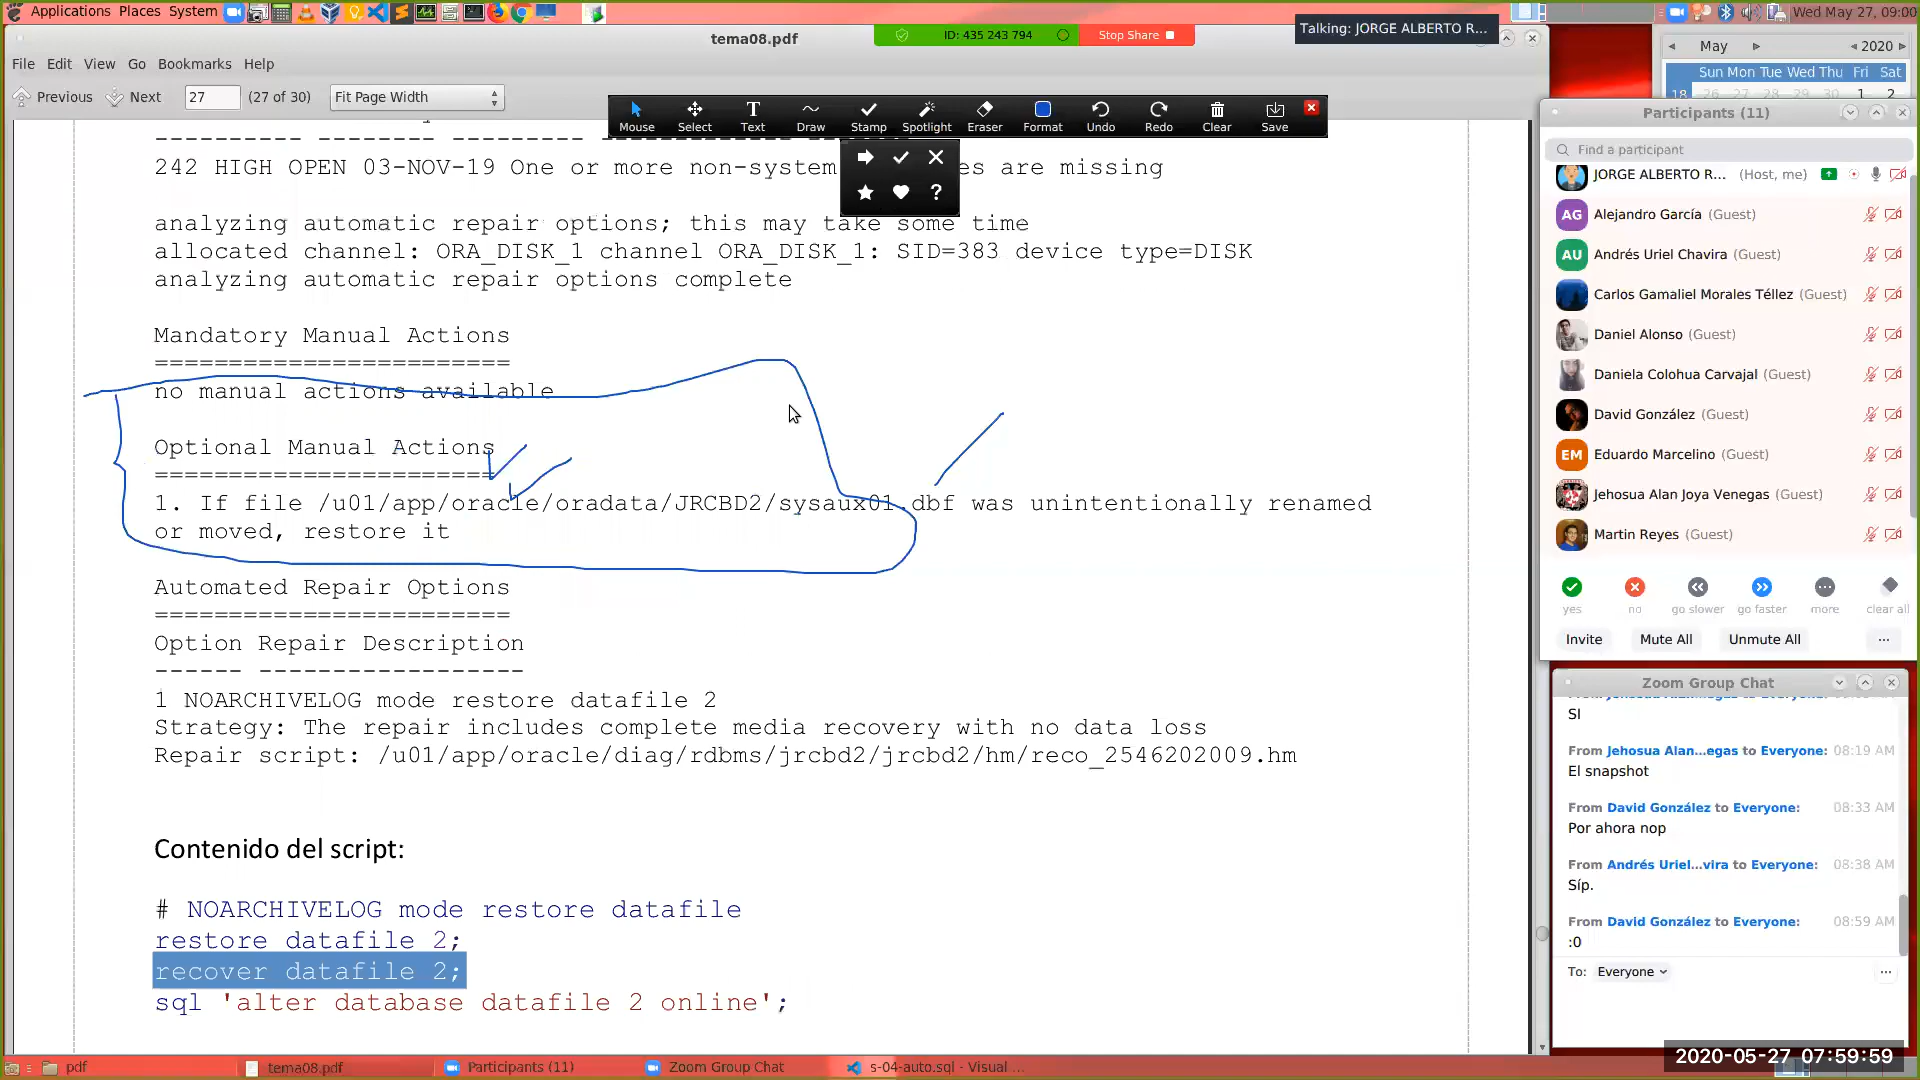 Applications Places System
Wed May 27, 09:00
tema08.pdf
ID: 435 243 794
Stop Share
Talking: JORGE ALBERTO R...
File Edit View Go Bookmarks Help
Previous Next 27 (27 of 30) Fit Page Width
Mouse Select Text Draw Stamp Spotlight Eraser Format Undo Redo Clear Save
242 HIGH OPEN 03-NOV-19 One or more non-system es are missing
analyzing automatic repair options; this may take some time
allocated channel: ORA_DISK_1 channel ORA_DISK_1: SID=383 device type=DISK
analyzing automatic repair options complete
Mandatory Manual Actions
========================
no manual actions available
Optional Manual Actions
=======================
1. If file /u01/app/oracle/oradata/JRCBD2/sysaux01.dbf was unintentionally renamed
or moved, restore it
Automated Repair Options
========================
Option Repair Description
------ ------------------
1 NOARCHIVELOG mode restore datafile 2
Strategy: The repair includes complete media recovery with no data loss
Repair script: /u01/app/oracle/diag/rdbms/jrcbd2/jrcbd2/hm/reco_2546202009.hm
Contenido del script:
# NOARCHIVELOG mode restore datafile
restore datafile 2;
recover datafile 2;
sql 'alter database datafile 2 online';
May 2020
Sun Mon Tue Wed Thu Fri Sat
18 26 27 28 29 30 1 2
Participants (11)
Find a participant
JORGE ALBERTO R... (Host, me)
AG Alejandro García (Guest)
AU Andrés Uriel Chavira (Guest)
Carlos Gamaliel Morales Téllez (Guest)
Daniel Alonso (Guest)
Daniela Colohua Carvajal (Guest)
David González (Guest)
EM Eduardo Marcelino (Guest)
Jehosua Alan Joya Venegas (Guest)
Martin Reyes (Guest)
yes no go slower go faster more clear all
Invite Mute All Unmute All ...
Zoom Group Chat
SI
From Jehosua Alan...egas to Everyone: 08:19 AM
El snapshot
From David González to Everyone: 08:33 AM
Por ahora nop
From Andrés Uriel...vira to Everyone: 08:38 AM
Síp.
From David González to Everyone: 08:59 AM
:0
To: Everyone
2020-05-27 07:59:59
pdf tema08.pdf Participants (11) Zoom Group Chat s-04-auto.sql - Visual ...